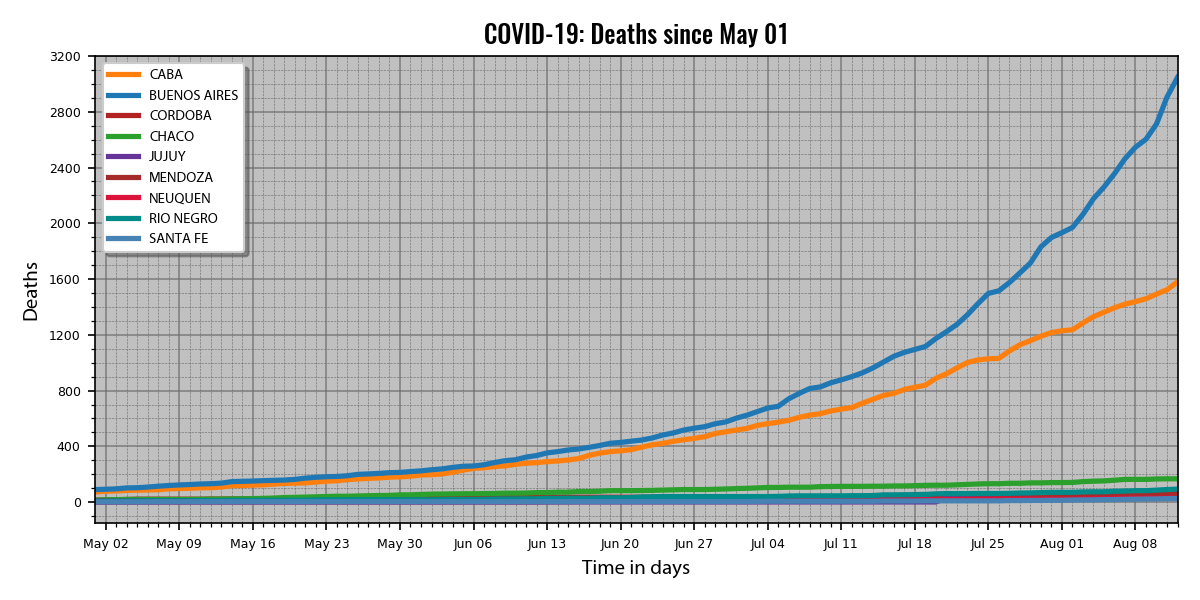 COVID-19: Deaths since May 01
3200
2800
2400
2000
1600
1200
800
400
0
Deaths
CABA
BUENOS AIRES
CORDOBA
CHACO
JUJUY
MENDOZA
NEUQUEN
RIO NEGRO
SANTA FE
May 02 May 09 May 16 May 23 May 30 Jun 06 Jun 13 Jun 20 Jun 27 Jul 04 Jul 11 Jul 18 Jul 25 Aug 01 Aug 08
Time in days